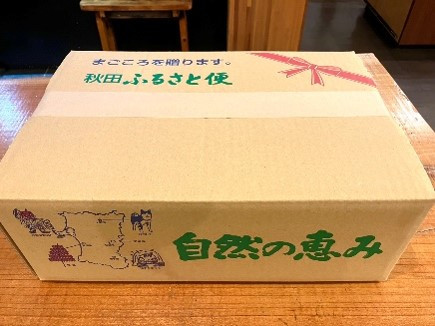 まごころを贈ります。
秋田ふるさと便
自然の恵み